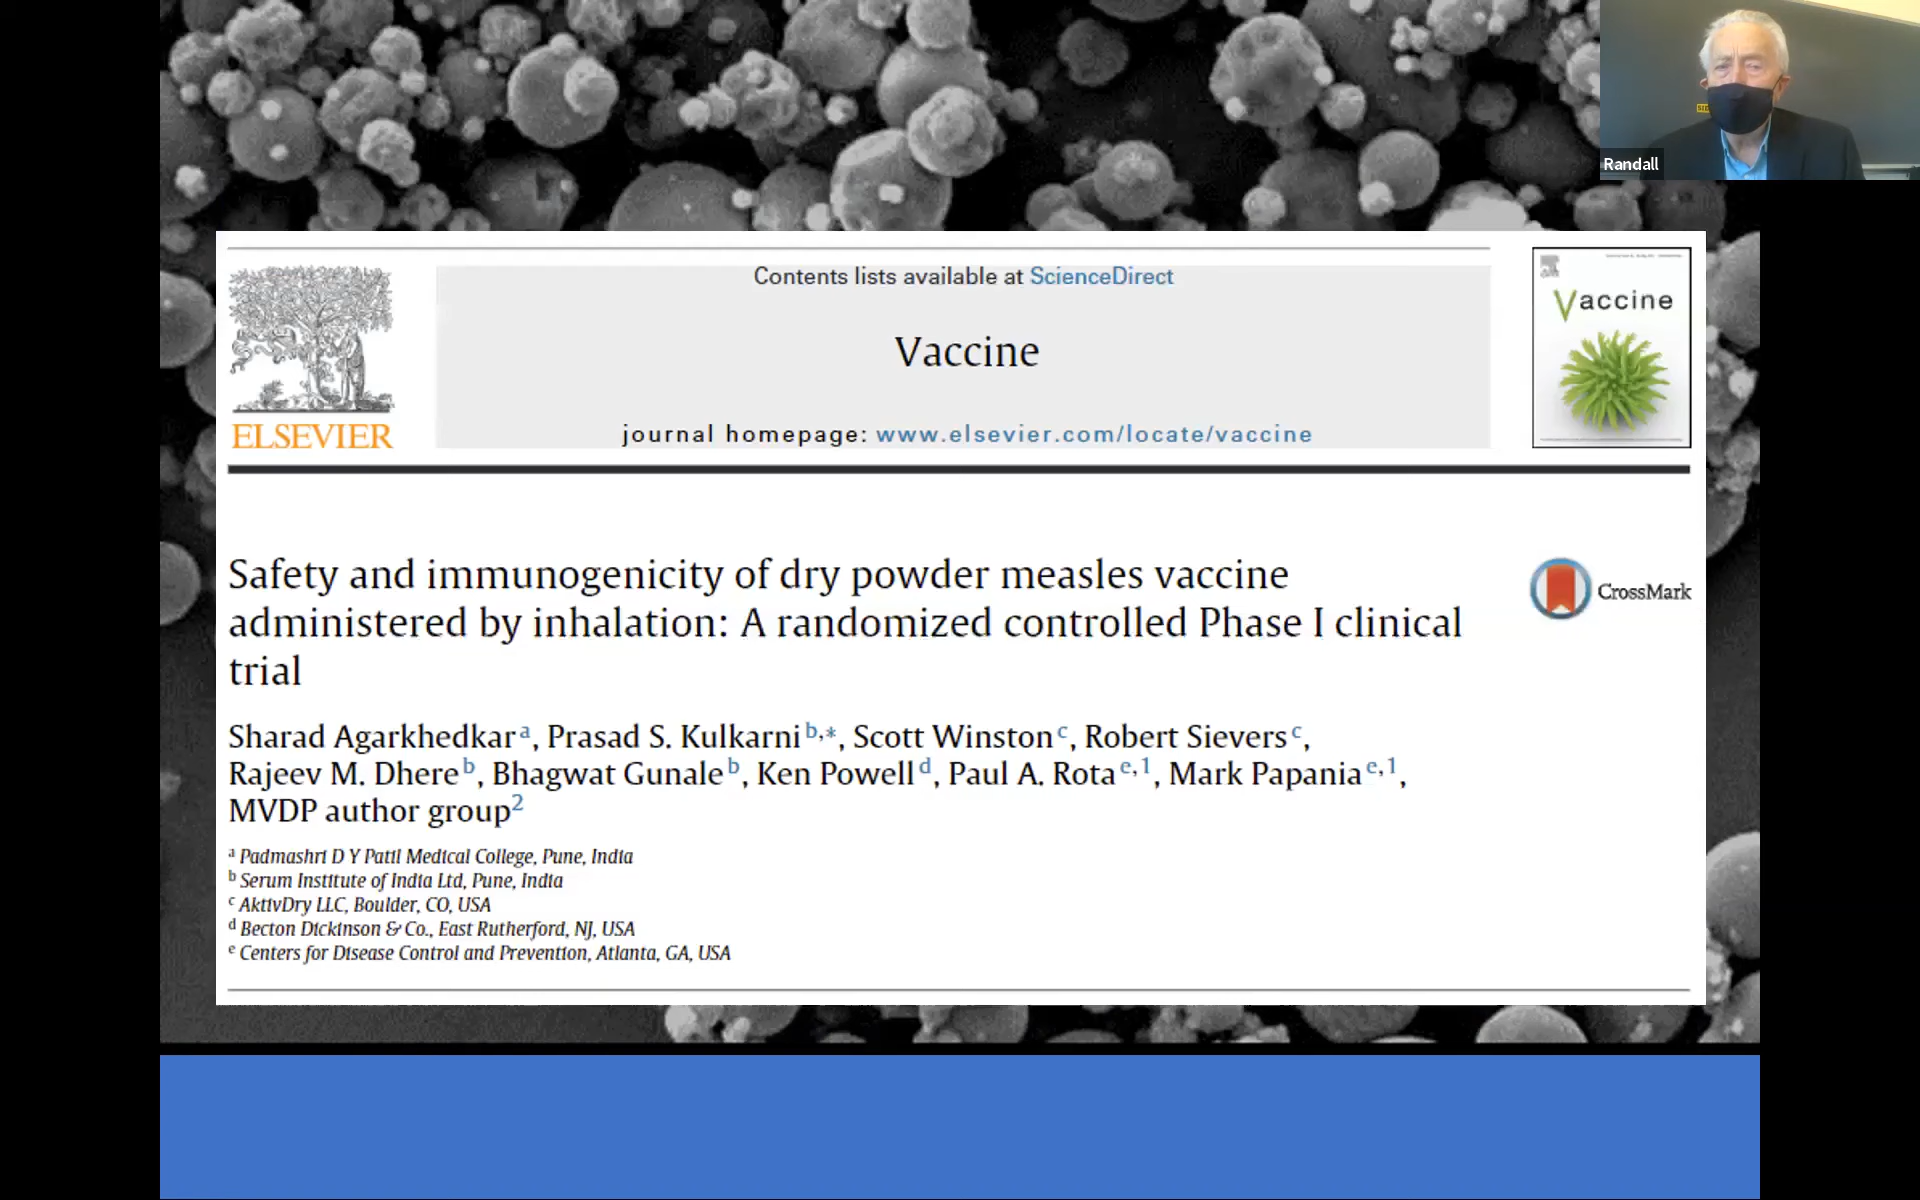 Randall
Contents lists available at ScienceDirect
Vaccine
journal homepage: www.elsevier.com/locate/vaccine
ELSEVIER
Vaccine
Safety and immunogenicity of dry powder measles vaccine
administered by inhalation: A randomized controlled Phase I clinical
trial
CrossMark
Sharad Agarkhedkar a, Prasad S. Kulkarni b,*, Scott Winston c, Robert Sievers c,
Rajeev M. Dhere b, Bhagwat Gunale b, Ken Powell d, Paul A. Rota e,1, Mark Papania e,1,
MVDP author group 2
a Padmashri D Y Patil Medical College, Pune, India
b Serum Institute of India Ltd, Pune, India
c AktivDry LLC, Boulder, CO, USA
d Becton Dickinson & Co., East Rutherford, NJ, USA
e Centers for Disease Control and Prevention, Atlanta, GA, USA